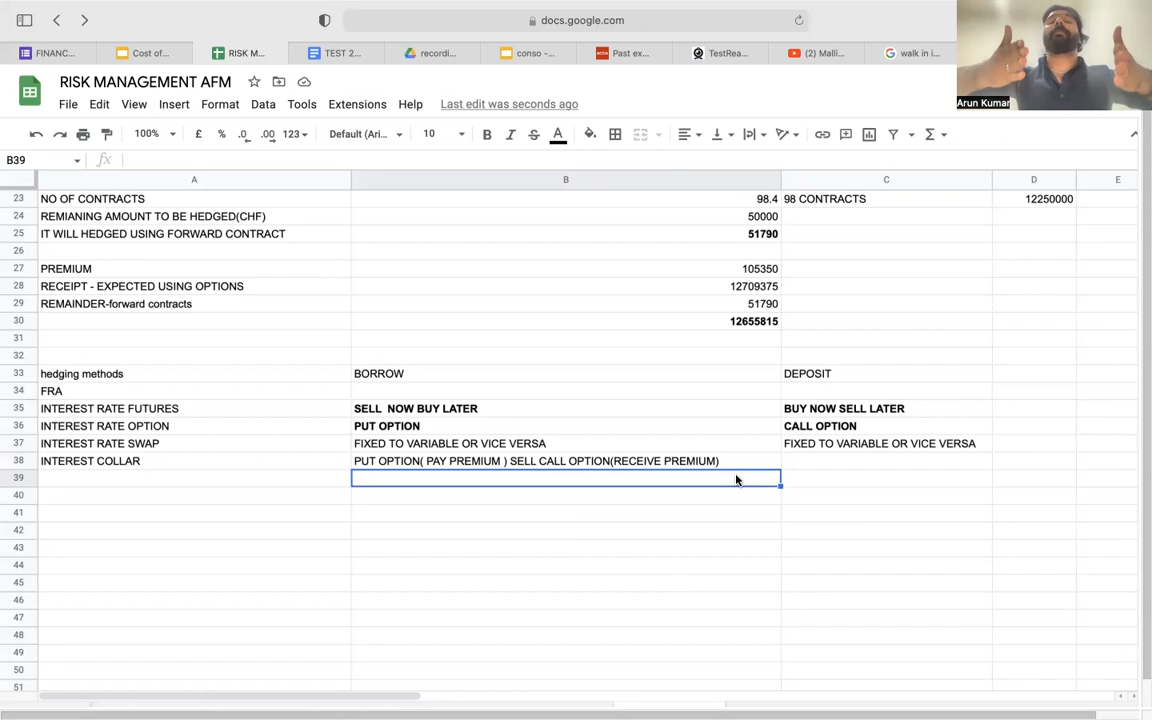 docs.google.com
FINANC...
Cost of...
RISK M...
TEST 2...
recordi...
conso -...
ACCA
Past ex...
TestRea...
(2) Malli...
walk in i...
RISK MANAGEMENT AFM
File Edit View Insert Format Data Tools Extensions Help Last edit was seconds ago
100% £ % .0 .00 123 Default (Ari... 10 B I S A
B39 fx
Arun Kumar
A B C D E
23 NO OF CONTRACTS 98.4 98 CONTRACTS 12250000
24 REMIANING AMOUNT TO BE HEDGED(CHF) 50000
25 IT WILL HEDGED USING FORWARD CONTRACT 51790
26
27 PREMIUM 105350
28 RECEIPT - EXPECTED USING OPTIONS 12709375
29 REMAINDER-forward contracts 51790
30 12655815
31
32
33 hedging methods BORROW DEPOSIT
34 FRA
35 INTEREST RATE FUTURES SELL NOW BUY LATER BUY NOW SELL LATER
36 INTEREST RATE OPTION PUT OPTION CALL OPTION
37 INTEREST RATE SWAP FIXED TO VARIABLE OR VICE VERSA FIXED TO VARIABLE OR VICE VERSA
38 INTEREST COLLAR PUT OPTION( PAY PREMIUM ) SELL CALL OPTION(RECEIVE PREMIUM)
39
40
41
42
43
44
45
46
47
48
49
50
51